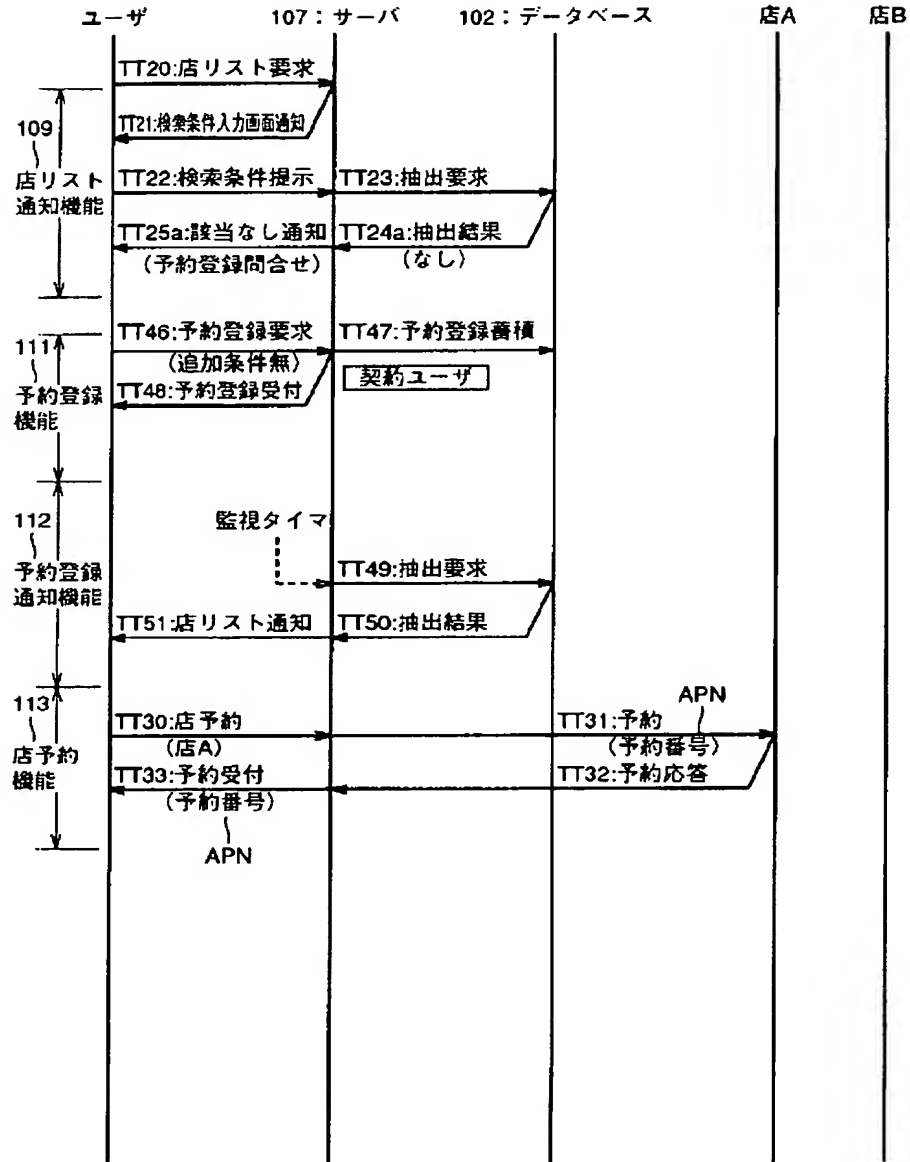 ユーザ
107：サーバ
102：データベース
店A
店B
TT20:店リスト要求
TT21:検索条件入力画面通知
109
店リスト
通知機能
TT22:検索条件提示
TT23:抽出要求
TT25a:該当なし通知
(予約登録問合せ)
TT24a:抽出結果
(なし)
TT46:予約登録要求
(追加条件無)
TT47:予約登録蓄積
111
予約登録
機能
契約ユーザ
TT48:予約登録受付
112
予約登録
通知機能
監視タイマ
TT49:抽出要求
TT51:店リスト通知
TT50:抽出結果
113
店予約
機能
TT30:店予約
(店A)
APN
TT31:予約
(予約番号)
TT33:予約受付
(予約番号)
TT32:予約応答
APN